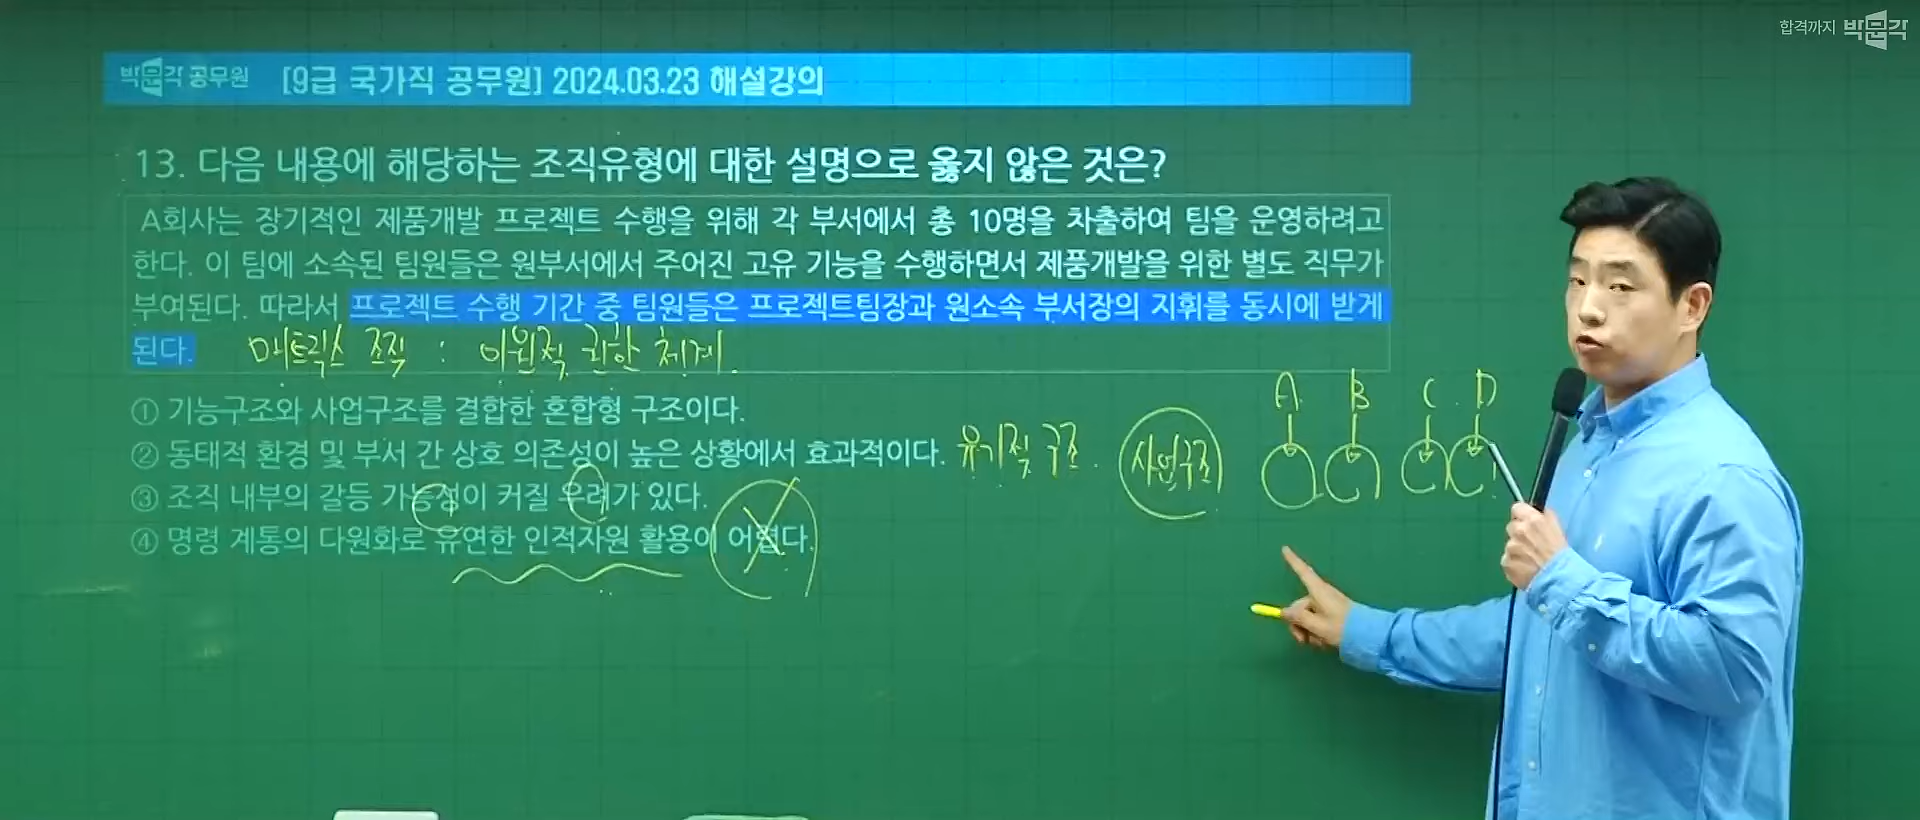 합격까지 박문각
박문각 공무원 [9급 국가직 공무원] 2024.03.23 해설강의
13. 다음 내용에 해당하는 조직유형에 대한 설명으로 옳지 않은 것은?
A회사는 장기적인 제품개발 프로젝트 수행을 위해 각 부서에서 총 10명을 차출하여 팀을 운영하려고
한다. 이 팀에 소속된 팀원들은 원부서에서 주어진 고유 기능을 수행하면서 제품개발을 위한 별도 직무가
부여된다. 따라서 프로젝트 수행 기간 중 팀원들은 프로젝트팀장과 원소속 부서장의 지휘를 동시에 받게
된다. 매트릭스 조직 : 이원적 권한 체계.
① 기능구조와 사업구조를 결합한 혼합형 구조이다.
② 동태적 환경 및 부서 간 상호 의존성이 높은 상황에서 효과적이다. 유기적 구조.
③ 조직 내부의 갈등 가능성이 커질 우려가 있다.
④ 명령 계통의 다원화로 유연한 인적자원 활용이 어렵다.
사업구조
A B C D